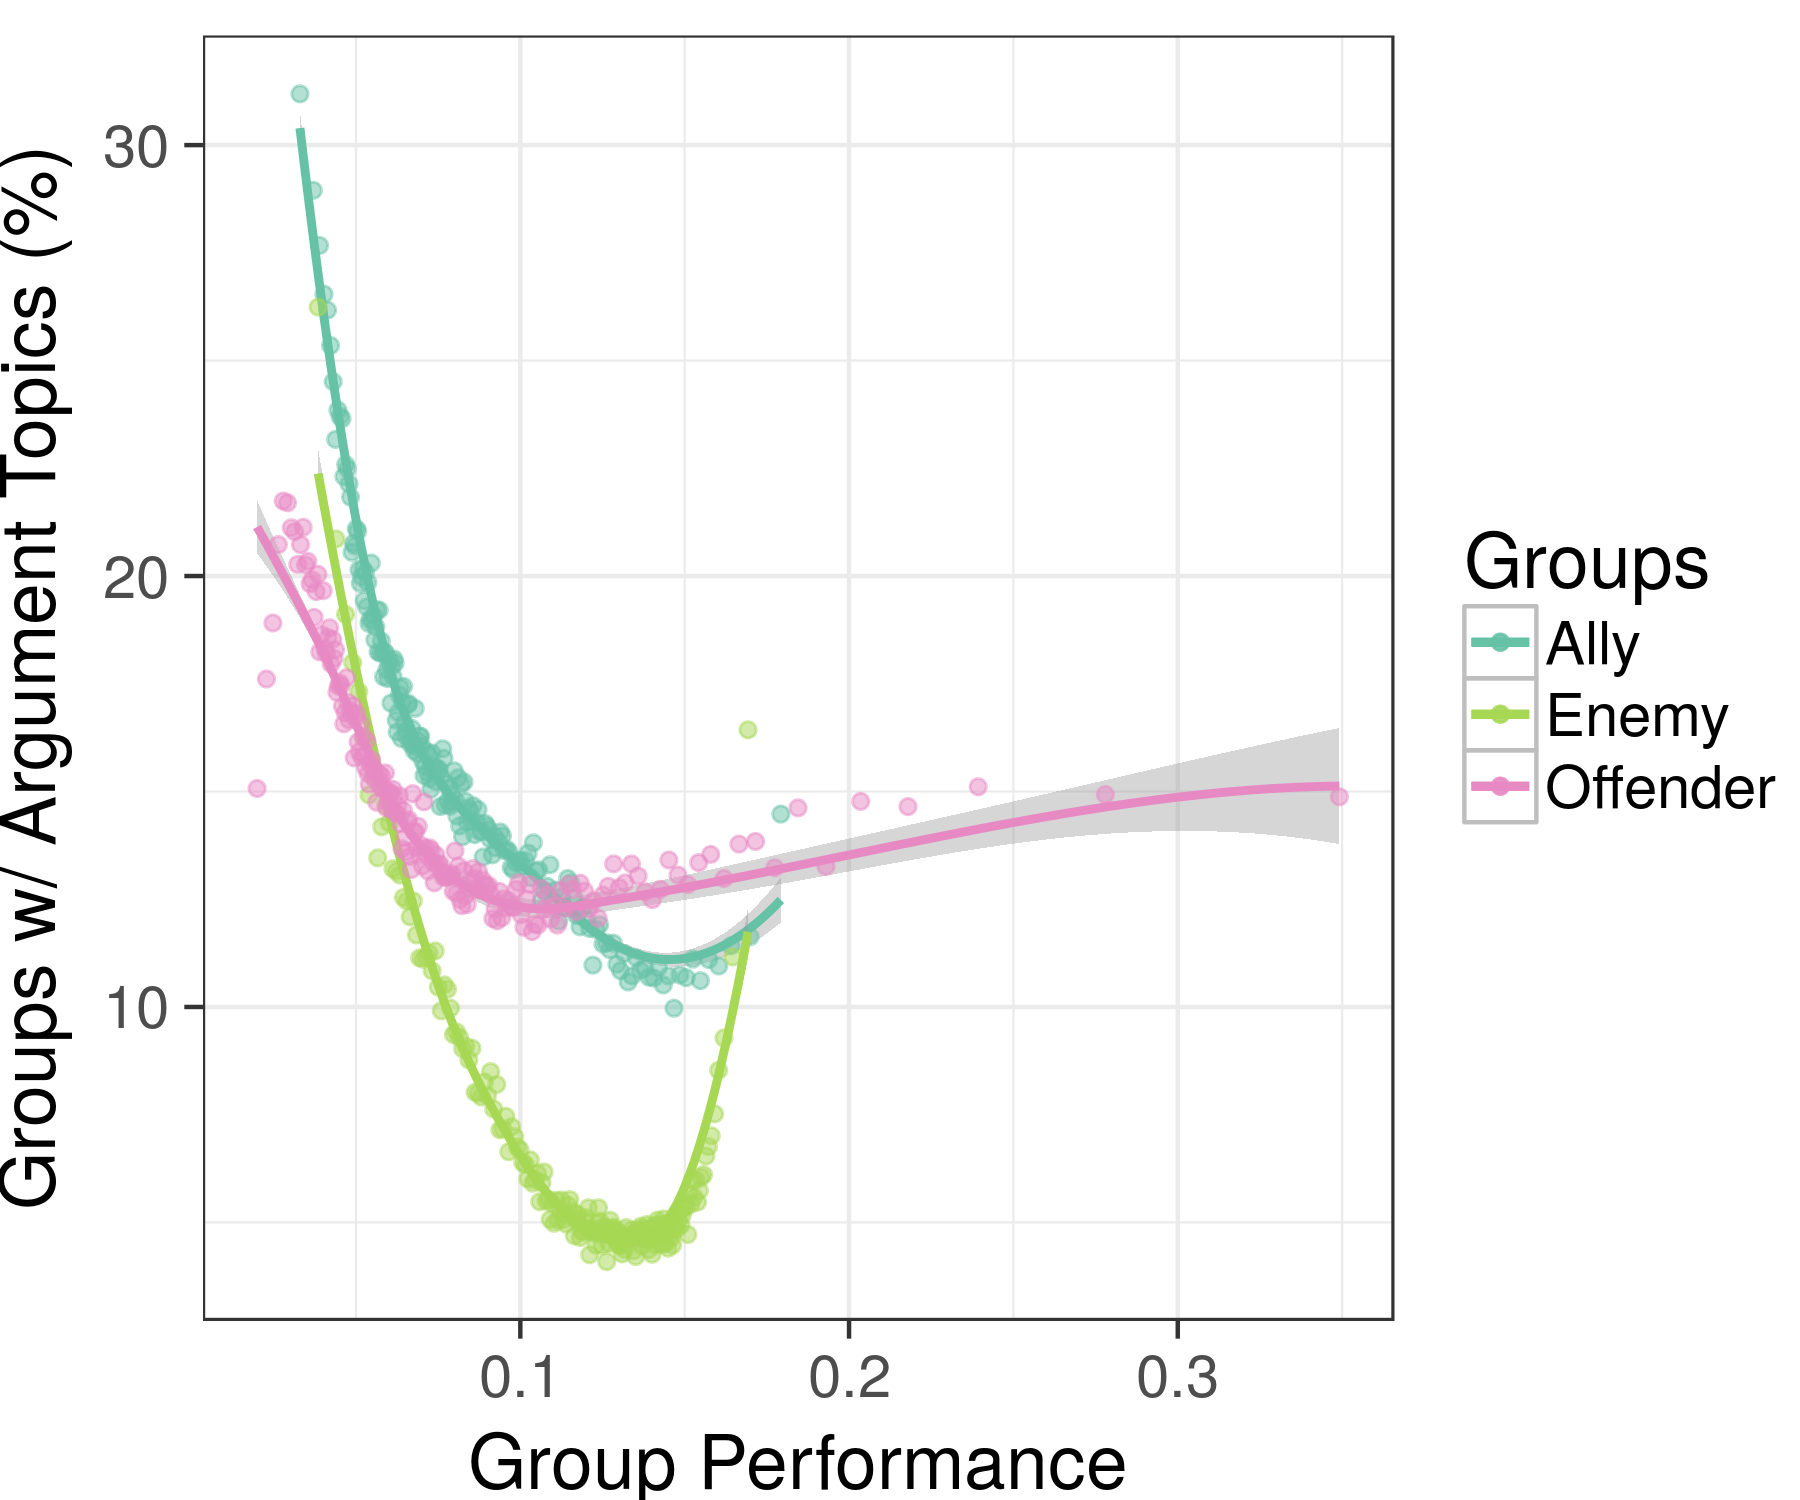 Groups w/ Argument Topics (%)
30
20
10
0.1
0.2
0.3
Group Performance
Groups
Ally
Enemy
Offender